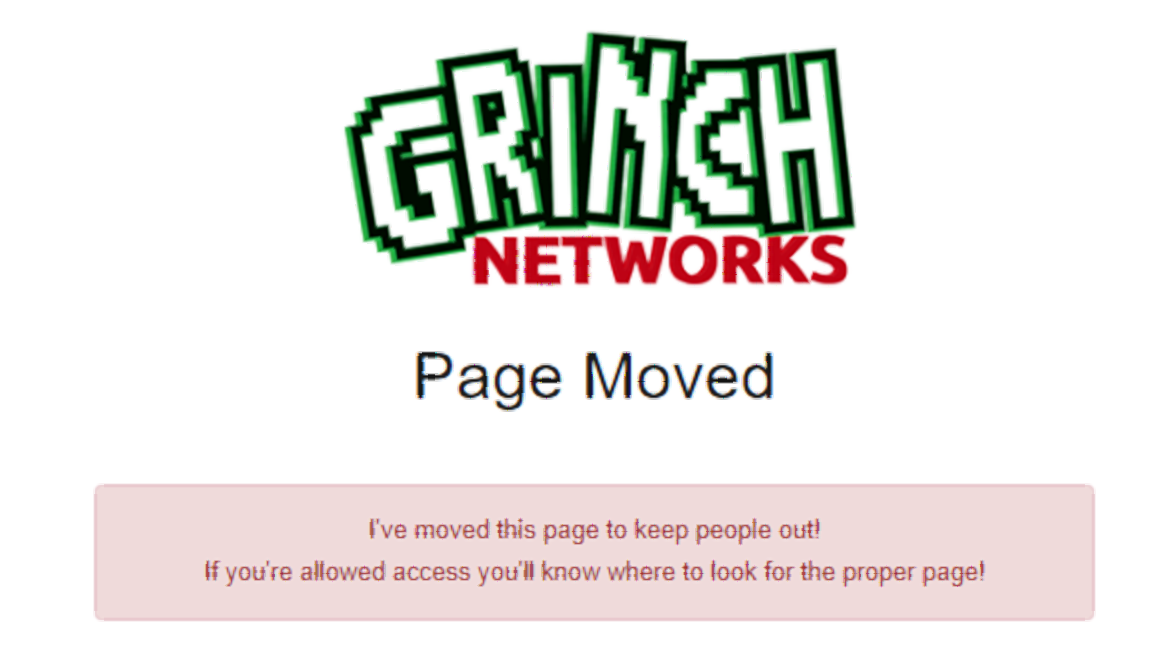 GRINCH
NETWORKS
Page Moved
I've moved this page to keep people out!
If you're allowed access you'll know where to look for the proper page!